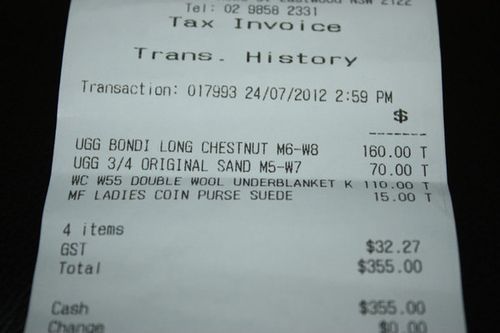 Eastwood NSW 2122
Tel: 02 9858 2331
Tax Invoice
Trans. History
Transaction: 017993 24/07/2012 2:59 PM
$
--------
UGG BONDI LONG CHESTNUT M6-W8 160.00 T
UGG 3/4 ORIGINAL SAND M5-W7 70.00 T
WC W55 DOUBLE WOOL UNDERBLANKET K 110.00 T
MF LADIES COIN PURSE SUEDE 15.00 T
4 items
GST $32.27
Total $355.00
Cash $355.00
Change $0.00